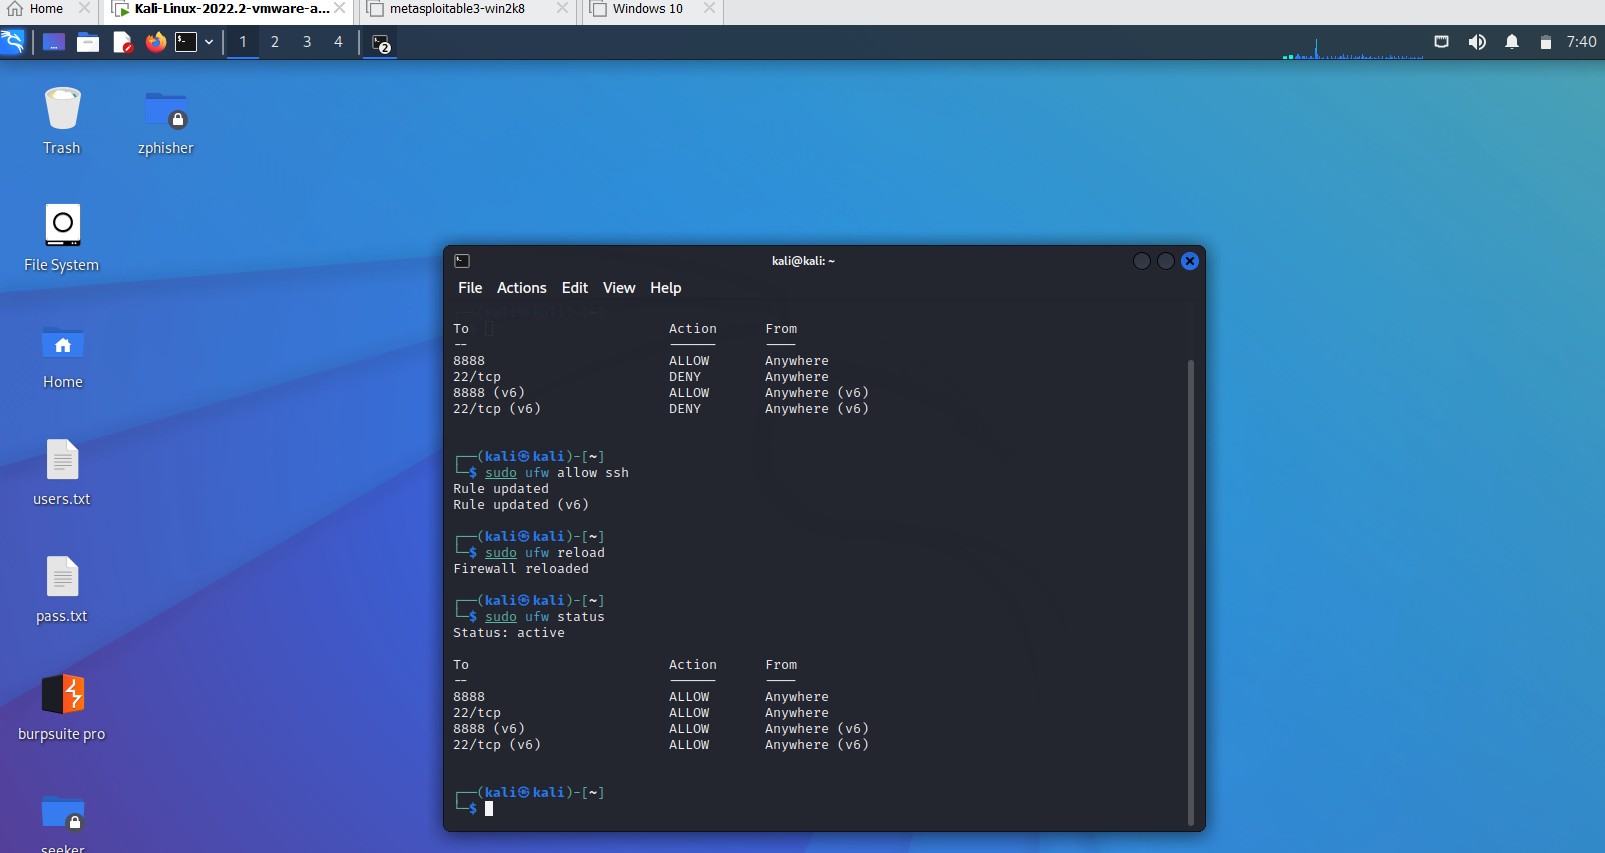 Home
Kali-Linux-2022.2-vmware-a...
metasploitable3-win2k8
Windows 10
1 2 3 4
2
7:40
Trash
zphisher
File System
Home
users.txt
pass.txt
burpsuite pro
seeker
kali@kali: ~
File Actions Edit View Help
To Action From
-- ------ ----
8888 ALLOW Anywhere
22/tcp DENY Anywhere
8888 (v6) ALLOW Anywhere (v6)
22/tcp (v6) DENY Anywhere (v6)
┌──(kali㉿kali)-[~]
└─$ sudo ufw allow ssh
Rule updated
Rule updated (v6)
┌──(kali㉿kali)-[~]
└─$ sudo ufw reload
Firewall reloaded
┌──(kali㉿kali)-[~]
└─$ sudo ufw status
Status: active
To Action From
-- ------ ----
8888 ALLOW Anywhere
22/tcp ALLOW Anywhere
8888 (v6) ALLOW Anywhere (v6)
22/tcp (v6) ALLOW Anywhere (v6)
┌──(kali㉿kali)-[~]
└─$